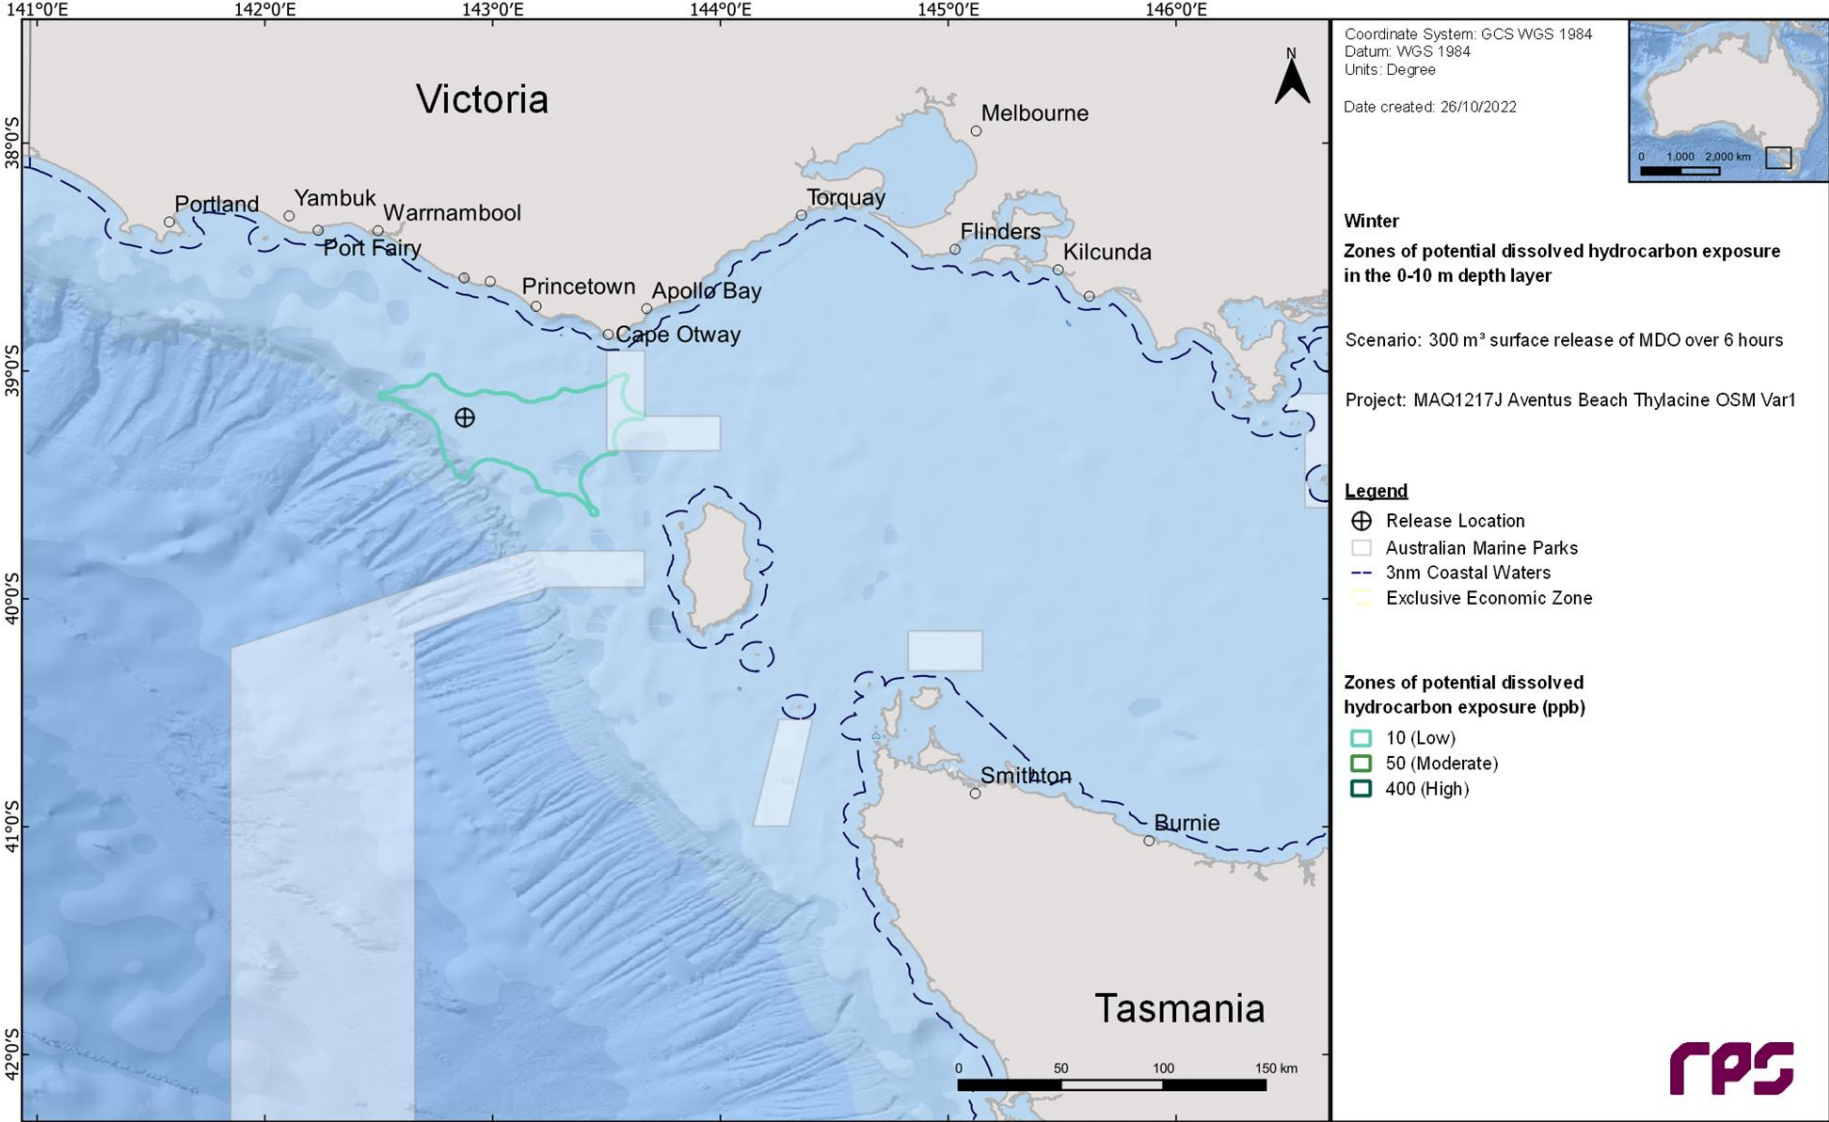 141°0'E
142°0'E
143°0'E
144°0'E
145°0'E
146°0'E
38°0'S
39°0'S
40°0'S
41°0'S
42°0'S
N
Victoria
Melbourne
Portland
Yambuk
Warrnambool
Port Fairy
Torquay
Flinders
Kilcunda
Princetown
Apollo Bay
Cape Otway
Smithton
Burnie
Tasmania
0 50 100 150 km
Coordinate System: GCS WGS 1984
Datum: WGS 1984
Units: Degree
Date created: 26/10/2022
0 1,000 2,000 km
Winter
Zones of potential dissolved hydrocarbon exposure
in the 0-10 m depth layer
Scenario: 300 m³ surface release of MDO over 6 hours
Project: MAQ1217J Aventus Beach Thylacine OSM Var1
Legend
Release Location
Australian Marine Parks
3nm Coastal Waters
Exclusive Economic Zone
Zones of potential dissolved
hydrocarbon exposure (ppb)
10 (Low)
50 (Moderate)
400 (High)
rps